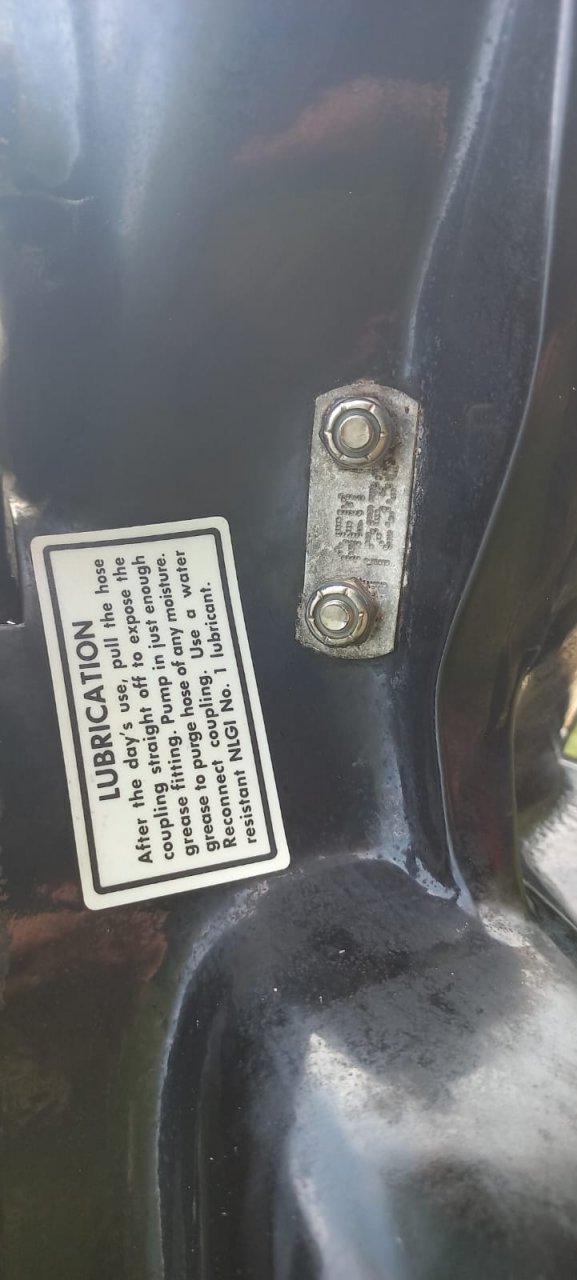 LUBRICATION
After the day's use, pull the hose
coupling straight off to expose the
grease fitting. Pump in just enough
grease to purge hose of any moisture.
Reconnect coupling. Use a water
resistant NLGI No. 1 lubricant.